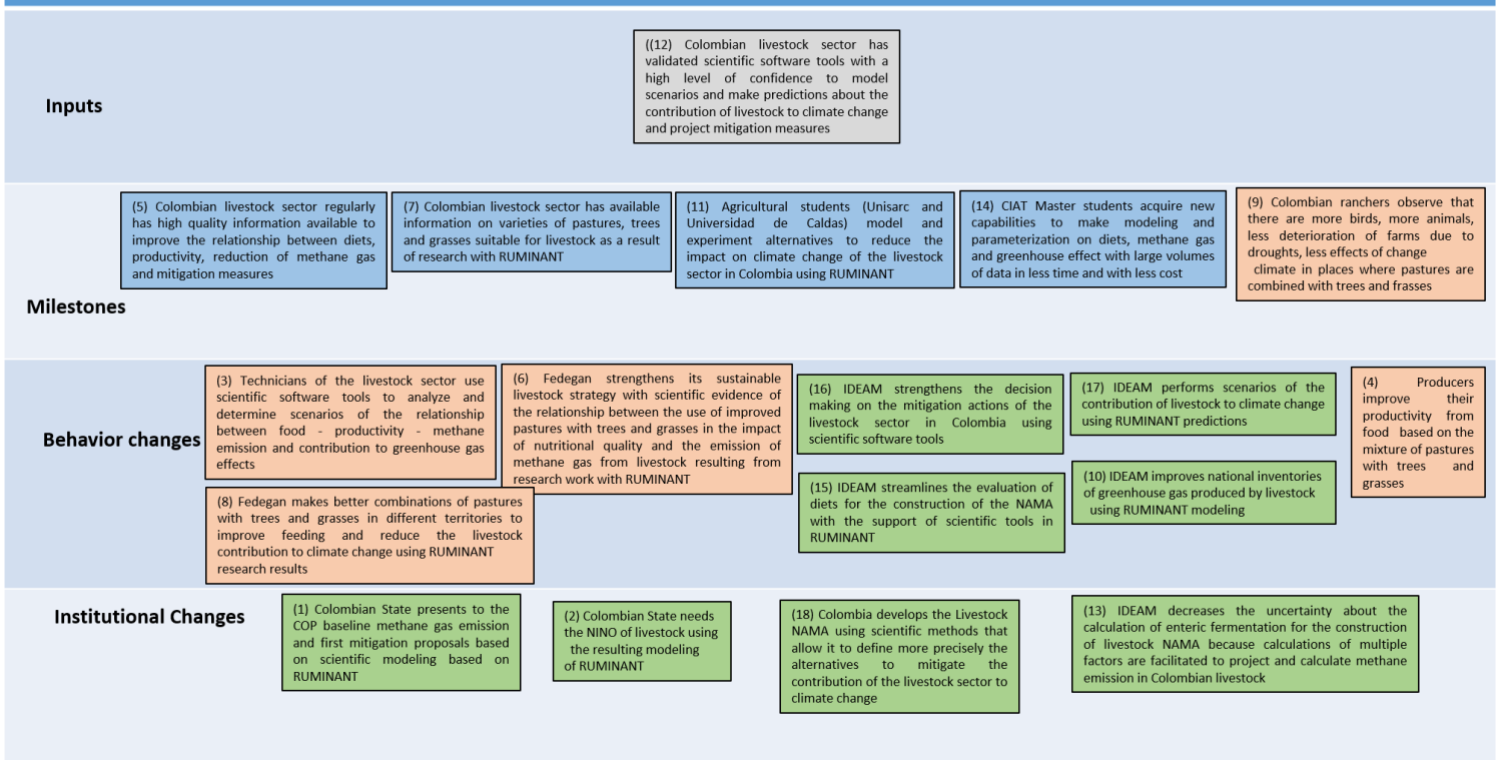 Inputs
((12) Colombian livestock sector has
validated scientific software tools with a
high level of confidence to model
scenarios and make predictions about the
contribution of livestock to climate change
and project mitigation measures
Milestones
(5) Colombian livestock sector regularly
has high quality information available to
improve the relationship between diets,
productivity, reduction of methane gas
and mitigation measures
(7) Colombian livestock sector has available
information on varieties of pastures, trees
and grasses suitable for livestock as a result
of research with RUMINANT
(11) Agricultural students (Unisarc and
Universidad de Caldas) model and
experiment alternatives to reduce the
impact on climate change of the livestock
sector in Colombia using RUMINANT
(14) CIAT Master students acquire new
capabilities to make modeling and
parameterization on diets, methane gas
and greenhouse effect with large volumes
of data in less time and with less cost
(9) Colombian ranchers observe that
there are more birds, more animals,
less deterioration of farms due to
droughts, less effects of change
climate in places where pastures are
combined with trees and frasses
Behavior changes
(3) Technicians of the livestock sector use
scientific software tools to analyze and
determine scenarios of the relationship
between food - productivity - methane
emission and contribution to greenhouse gas
effects
(6) Fedegan strengthens its sustainable
livestock strategy with scientific evidence of
the relationship between the use of improved
pastures with trees and grasses in the impact
of nutritional quality and the emission of
methane gas from livestock resulting from
research work with RUMINANT
(8) Fedegan makes better combinations of pastures
with trees and grasses in different territories to
improve feeding and reduce the livestock
contribution to climate change using RUMINANT
research results
(16) IDEAM strengthens the decision
making on the mitigation actions of the
livestock sector in Colombia using
scientific software tools
(15) IDEAM streamlines the evaluation of
diets for the construction of the NAMA
with the support of scientific tools in
RUMINANT
(17) IDEAM performs scenarios of the
contribution of livestock to climate change
using RUMINANT predictions
(10) IDEAM improves national inventories
of greenhouse gas produced by livestock
using RUMINANT modeling
(4) Producers
improve their
productivity from
food based on the
mixture of pastures
with trees and
grasses
Institutional Changes
(1) Colombian State presents to the
COP baseline methane gas emission
and first mitigation proposals based
on scientific modeling based on
RUMINANT
(2) Colombian State needs
the NINO of livestock using
the resulting modeling
of RUMINANT
(18) Colombia develops the Livestock
NAMA using scientific methods that
allow it to define more precisely the
alternatives to mitigate the
contribution of the livestock sector to
climate change
(13) IDEAM decreases the uncertainty about the
calculation of enteric fermentation for the construction
of livestock NAMA because calculations of multiple
factors are facilitated to project and calculate methane
emission in Colombian livestock